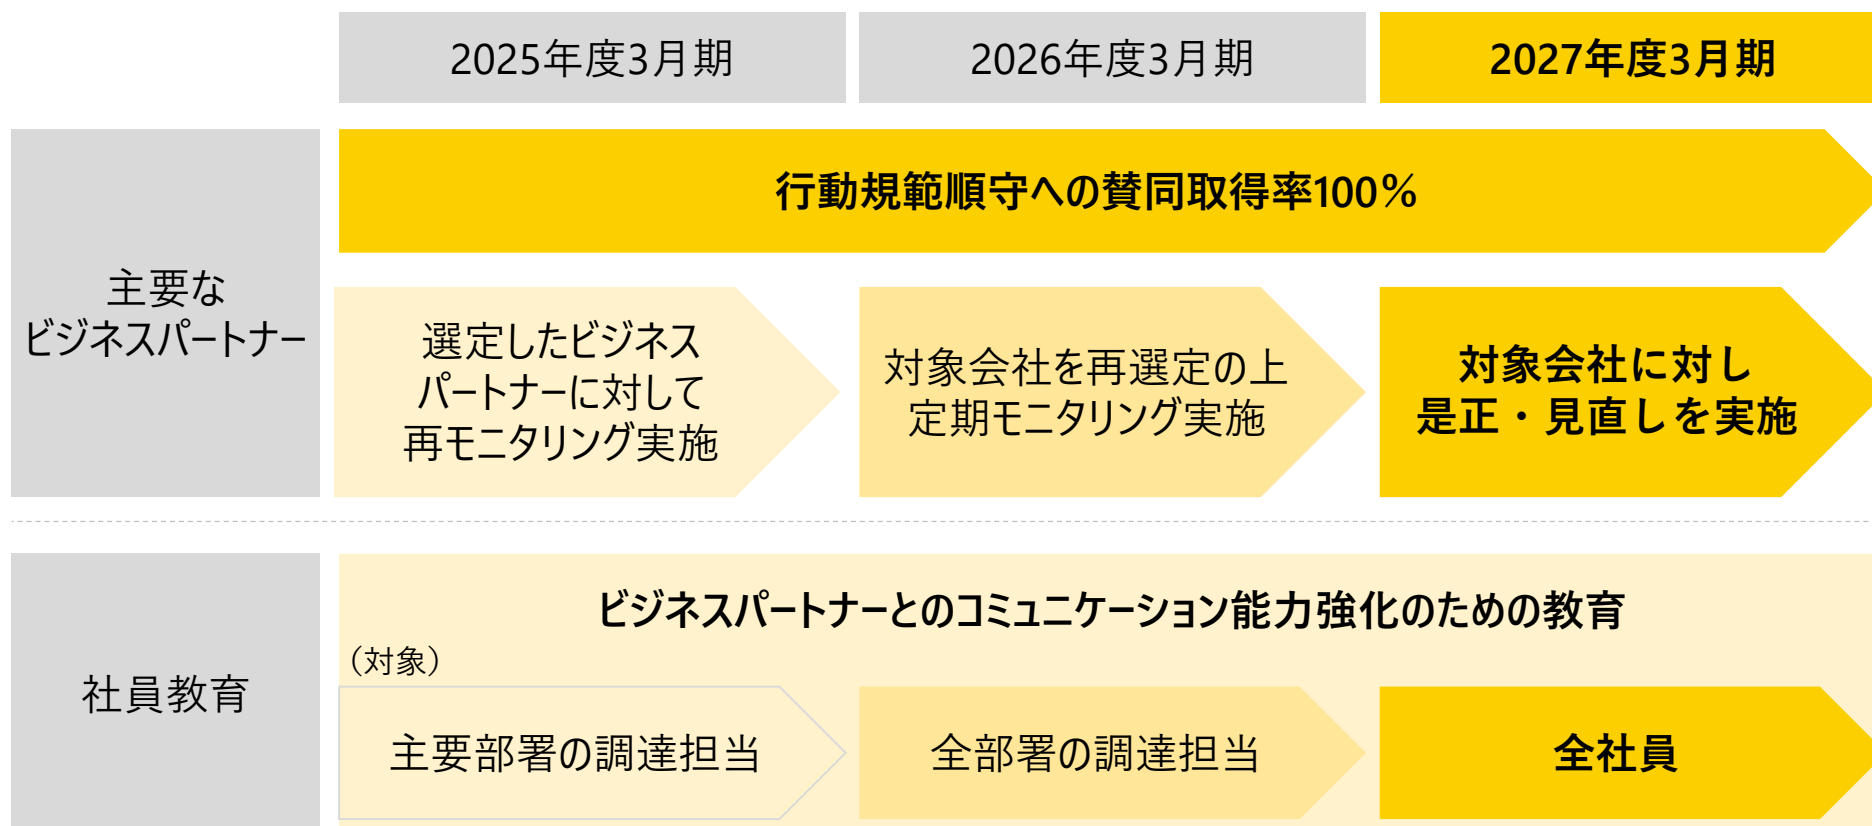 2025年度3月期
2026年度3月期
2027年度3月期
主要な
ビジネスパートナー
行動規範順守への賛同取得率100%
選定したビジネス
パートナーに対して
再モニタリング実施
対象会社を再選定の上
定期モニタリング実施
対象会社に対し
是正・見直しを実施
社員教育
ビジネスパートナーとのコミュニケーション能力強化のための教育
（対象）
主要部署の調達担当
全部署の調達担当
全社員